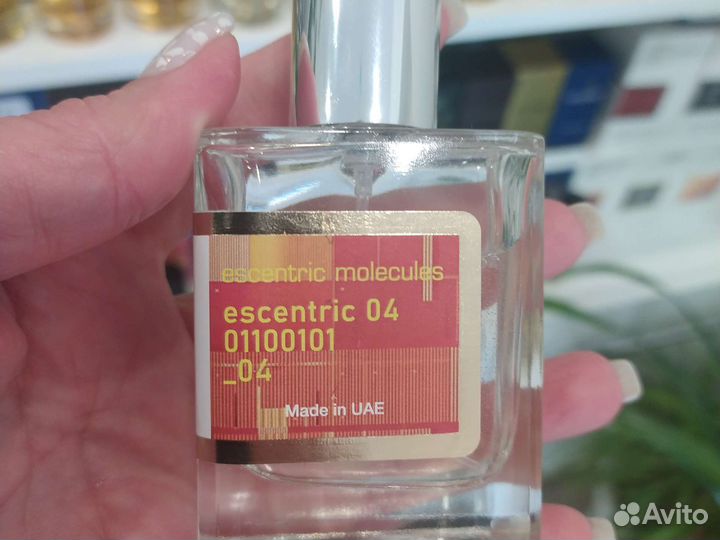 escentric molecules
escentric 04
01100101
_04
Made in UAE
Avito